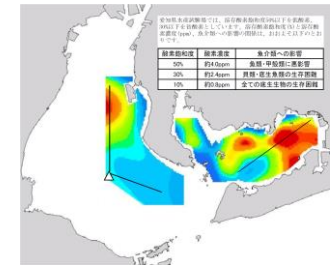 愛知県水産試験場では、溶存酸素飽和度50%以下を低酸素、
30%以下を貧酸素としています。溶存酸素飽和度(%)と溶存酸
素濃度(ppm)、魚介類への影響の関係は、おおよそ以下のとお
りです。
酸素飽和度 酸素濃度 魚介類への影響
50% 約4.0ppm 魚類・甲殻類に悪影響
30% 約2.4ppm 貝類・底生魚類の生存困難
10% 約0.8ppm 全ての底生生物の生存困難